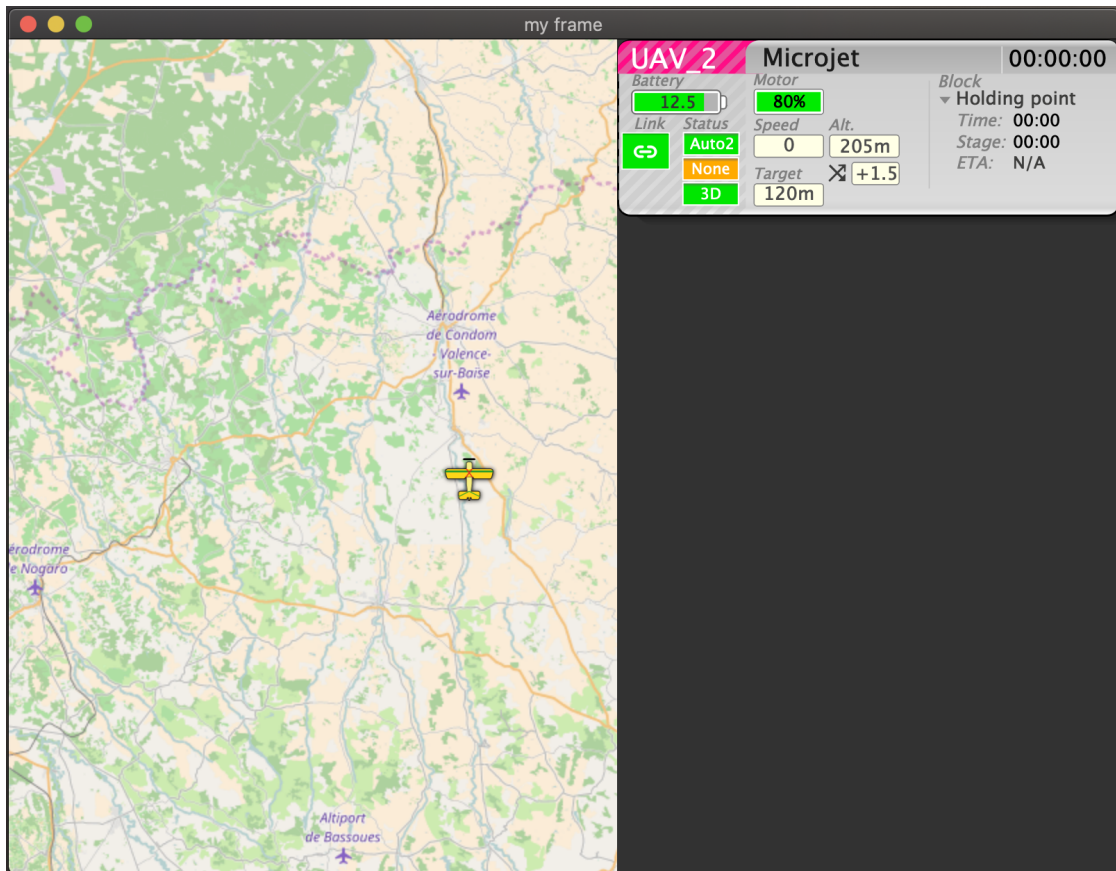 my frame
UAV_2 Microjet 00:00:00
Battery Motor Block
12.5 80% Holding point
Link Status Speed Alt. Time: 00:00
Auto2 0 205m Stage: 00:00
None Target +1.5 ETA: N/A
3D 120m
Aérodrome
de Condom
- Valence-
sur-Baïse
érodrome
e Nogaro
Altiport
de Bassoues